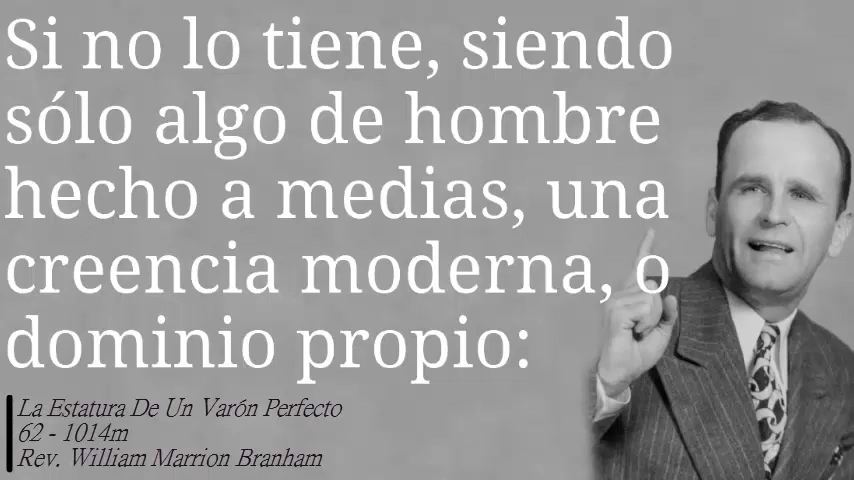 Si no lo tiene, siendo
sólo algo de hombre
hecho a medias, una
creencia moderna, o
dominio propio:
La Estatura De Un Varón Perfecto
62 - 1014m
Rev. William Marrion Branham